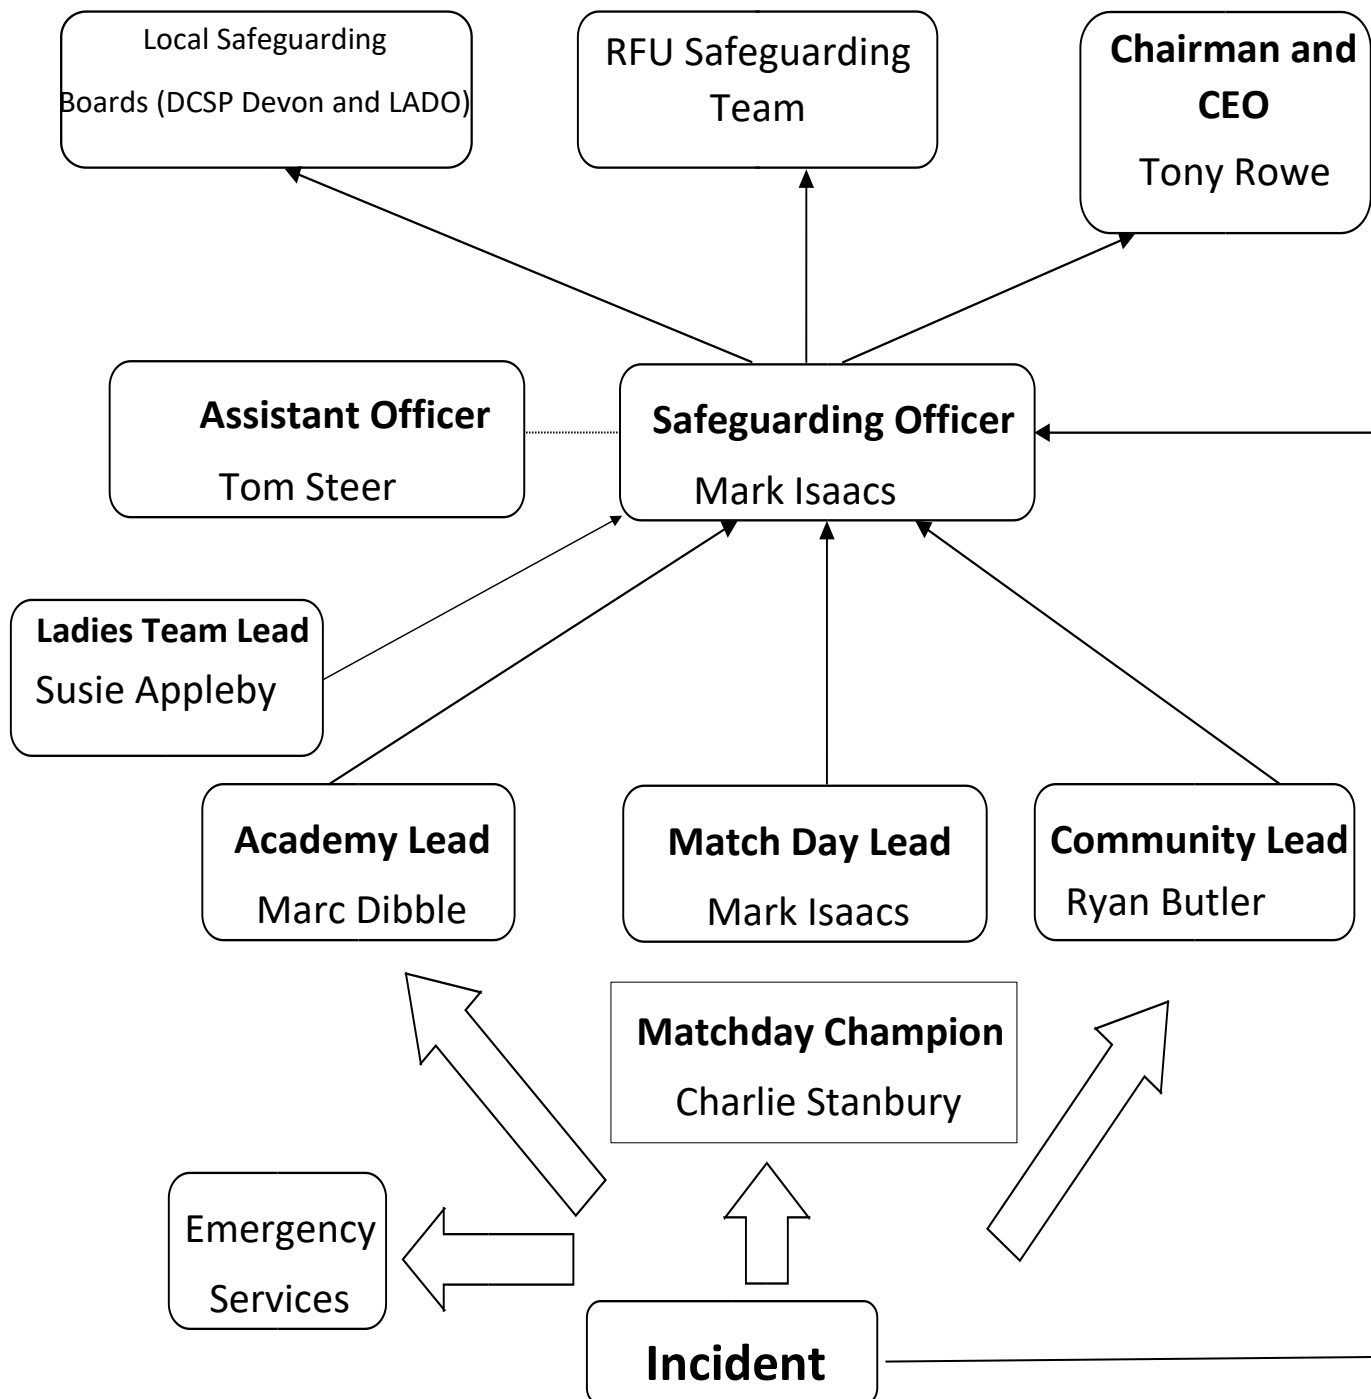 Local Safeguarding
Boards (DCSP Devon and LADO)
RFU Safeguarding
Team
Chairman and
CEO
Tony Rowe
Assistant Officer
Tom Steer
Safeguarding Officer
Mark Isaacs
Ladies Team Lead
Susie Appleby
Academy Lead
Marc Dibble
Match Day Lead
Mark Isaacs
Community Lead
Ryan Butler
Matchday Champion
Charlie Stanbury
Emergency
Services
Incident